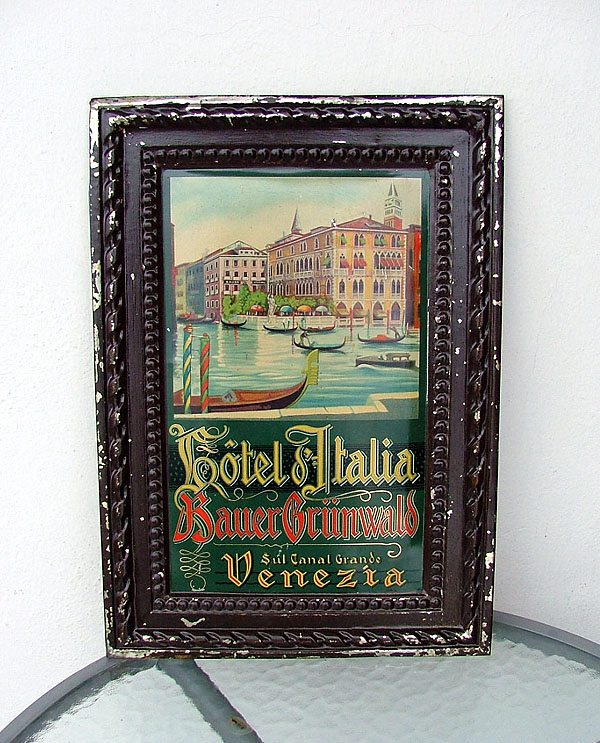 Hôtel d'Italia
Bauer Grünwald
Sul Canal Grande
Venezia